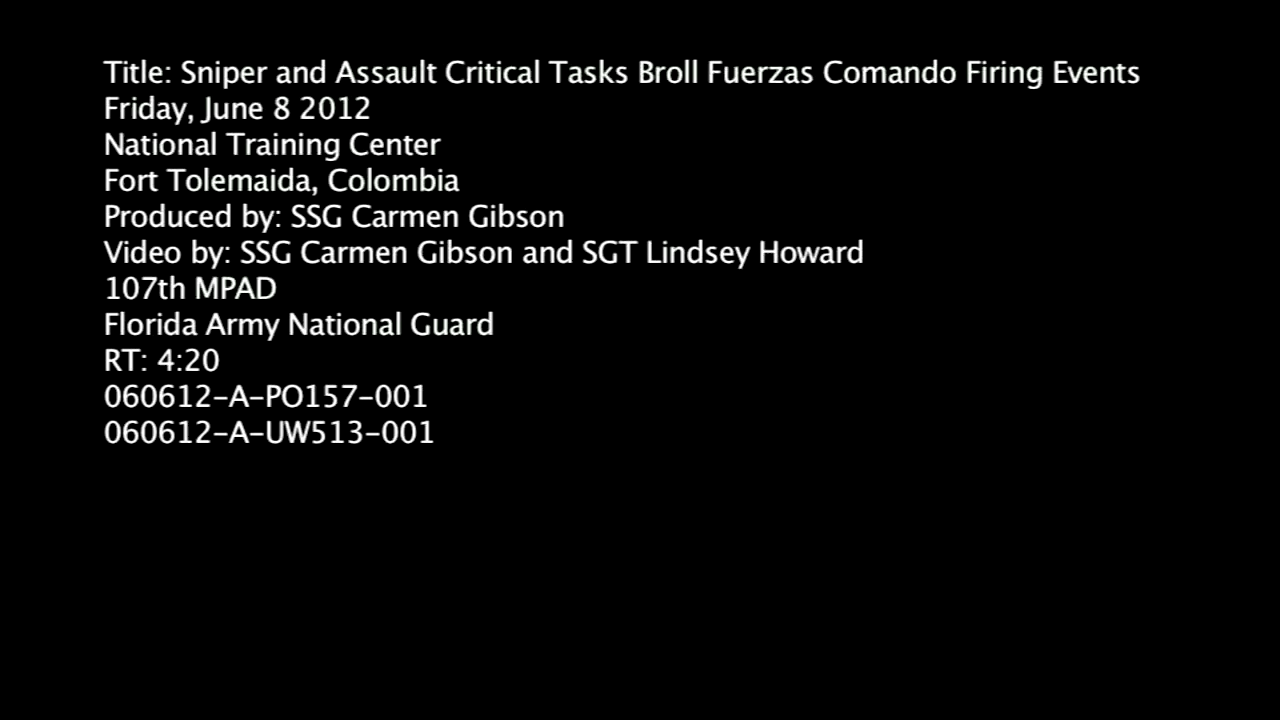 Title: Sniper and Assault Critical Tasks Broll Fuerzas Comando Firing Events
Friday, June 8 2012
National Training Center
Fort Tolemaida, Colombia
Produced by: SSG Carmen Gibson
Video by: SSG Carmen Gibson and SGT Lindsey Howard
107th MPAD
Florida Army National Guard
RT: 4:20
060612-A-PO157-001
060612-A-UW513-001